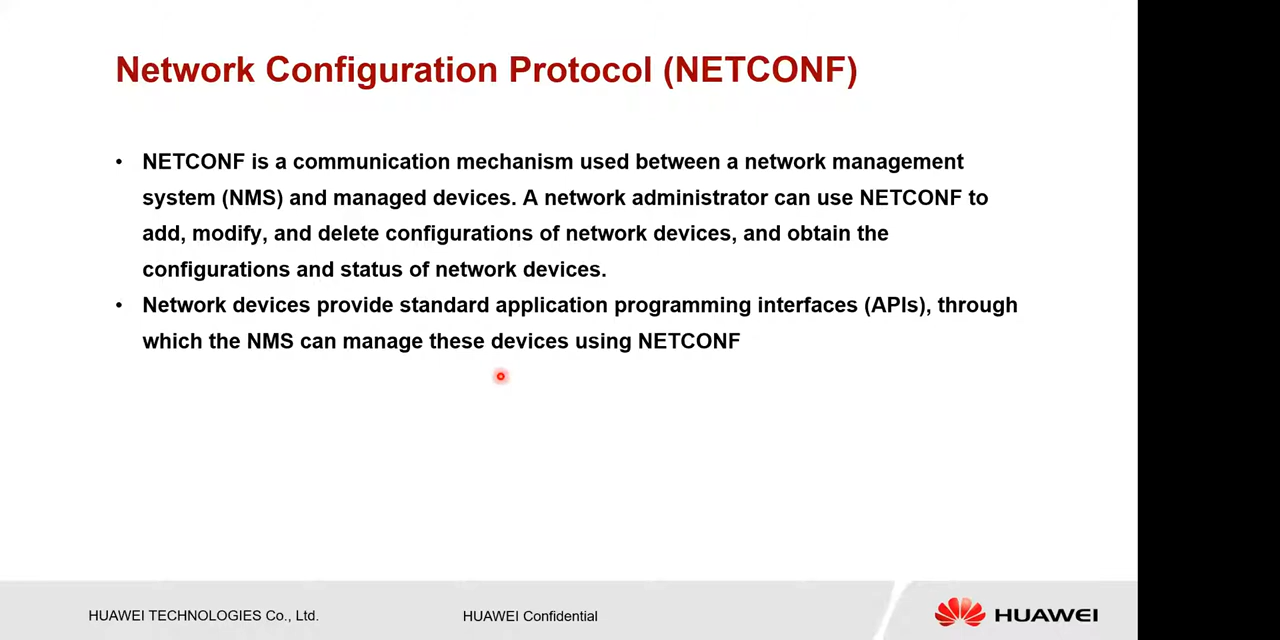 Network Configuration Protocol (NETCONF)
• NETCONF is a communication mechanism used between a network management
system (NMS) and managed devices. A network administrator can use NETCONF to
add, modify, and delete configurations of network devices, and obtain the
configurations and status of network devices.
• Network devices provide standard application programming interfaces (APIs), through
which the NMS can manage these devices using NETCONF
HUAWEI TECHNOLOGIES Co., Ltd.
HUAWEI Confidential
HUAWEI